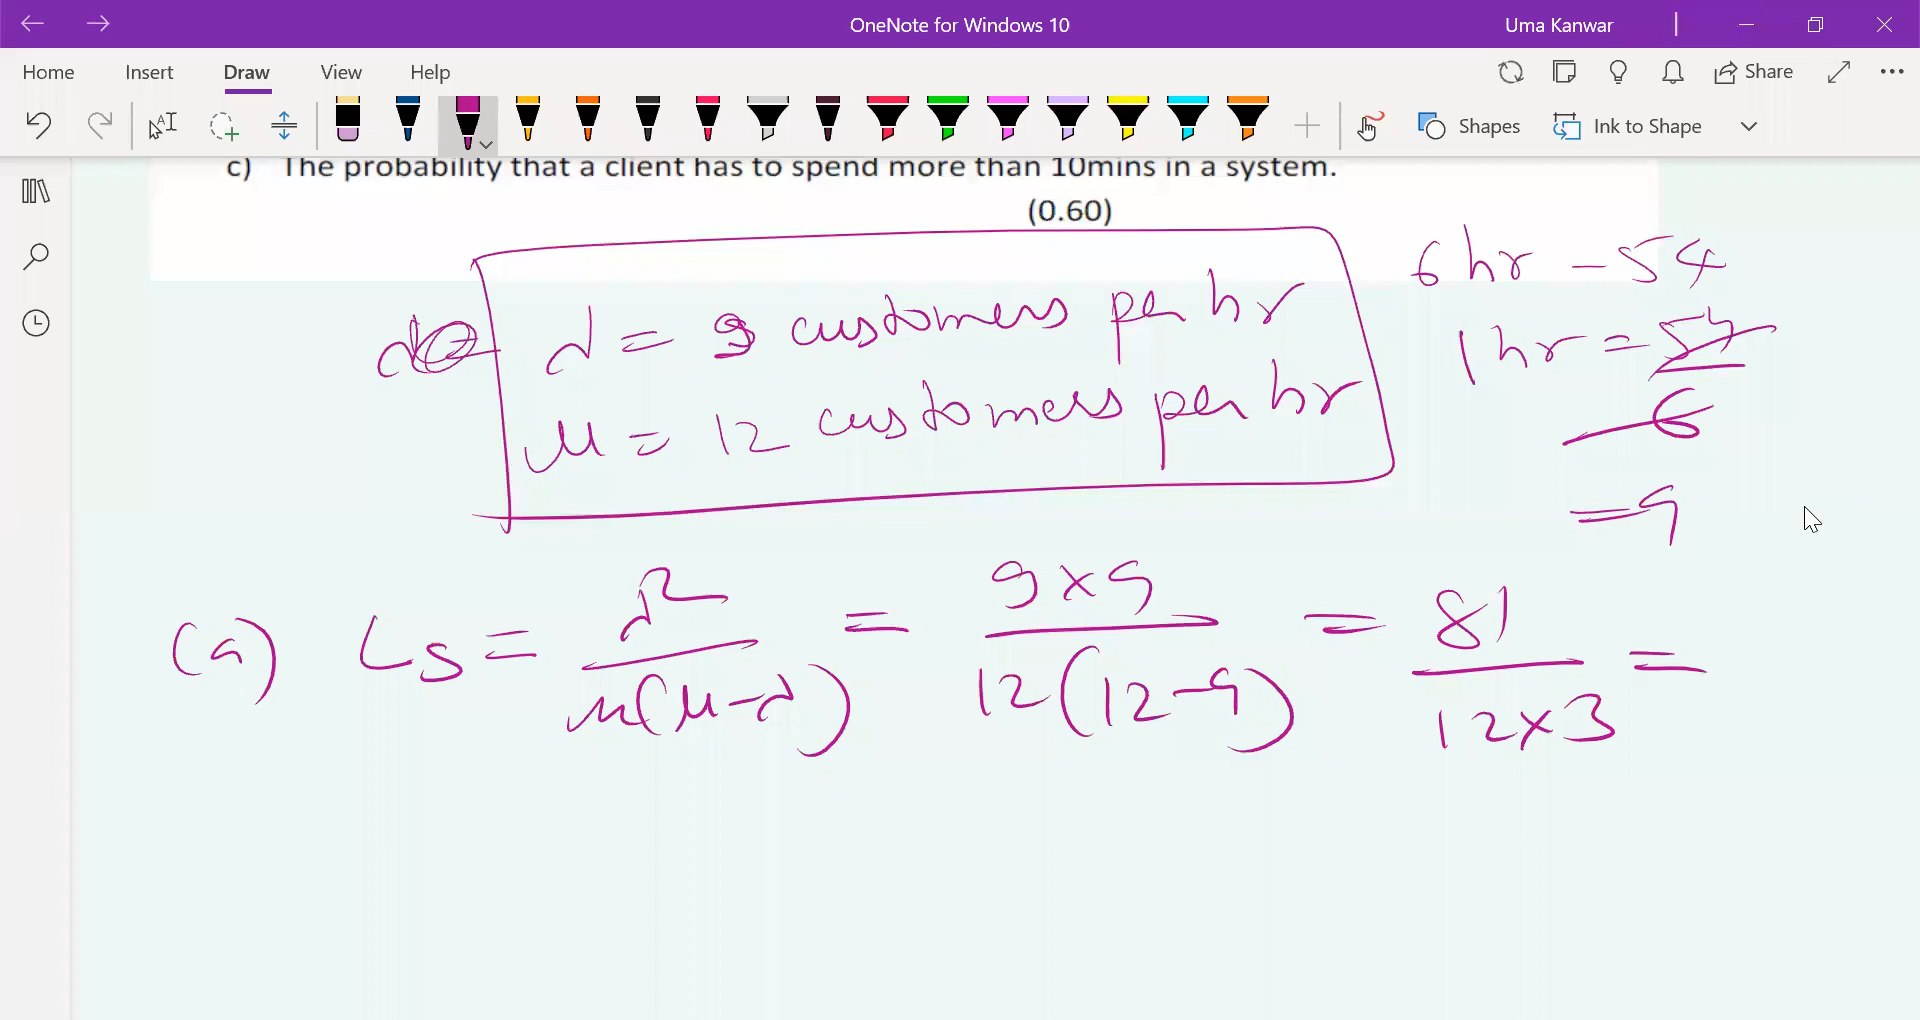 OneNote for Windows 10
Uma Kanwar
Home Insert Draw View Help
Share
Shapes Ink to Shape
c) The probability that a client has to spend more than 10mins in a system.
(0.60)
6 hr - 54
λ = 9 customers per hr
1 hr = 54/6
μ = 12 customers per hr
= 9
(a) Ls = λ²/μ(μ-λ) = 9×9/12(12-9) = 81/12×3 =